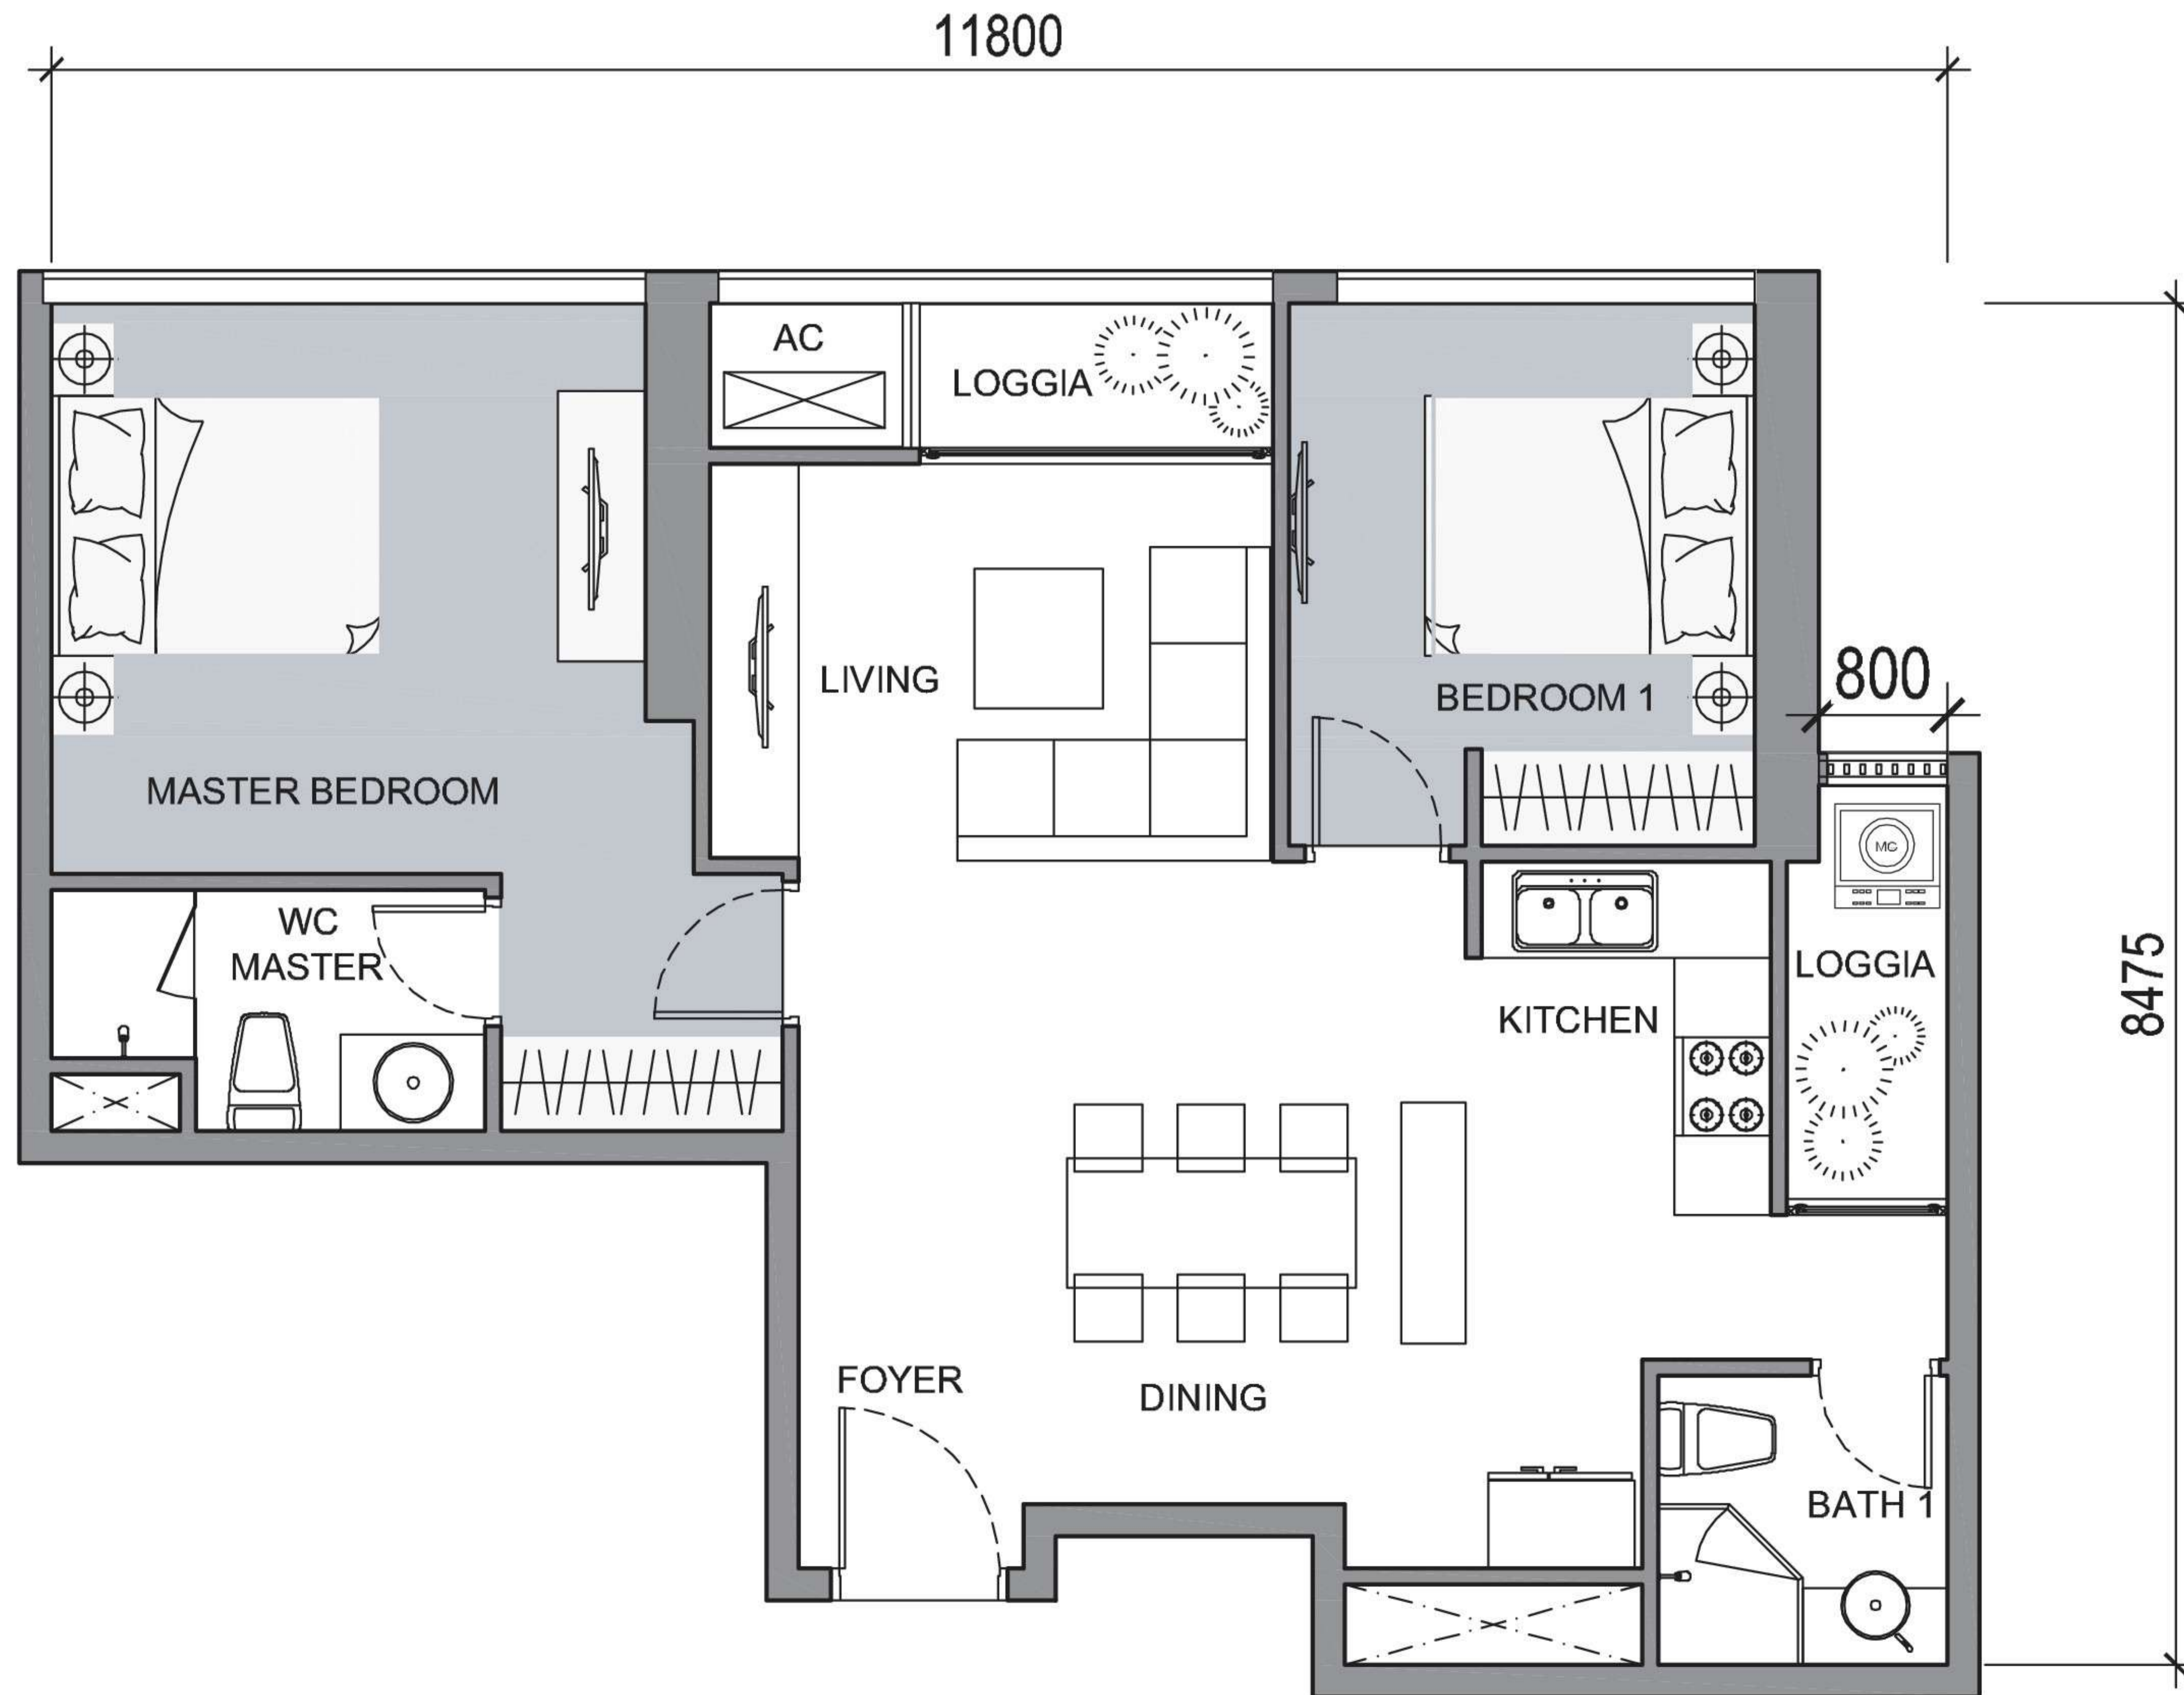 11800
AC
LOGGIA
LIVING
BEDROOM 1
800
MASTER BEDROOM
MC
WC
MASTER
LOGGIA
8475
KITCHEN
FOYER
DINING
BATH 1